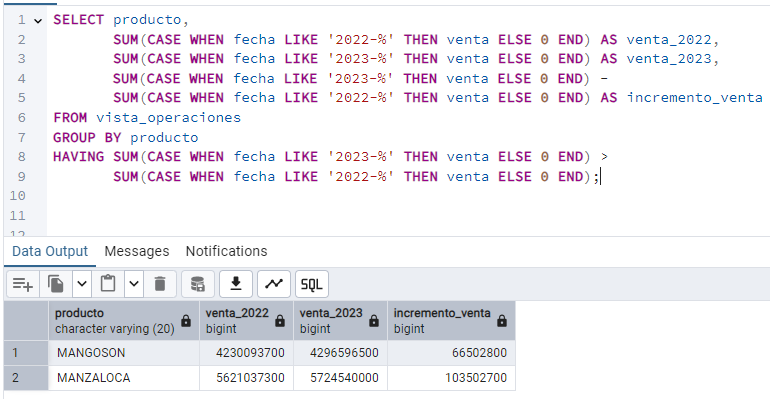 1 SELECT producto,
2 SUM(CASE WHEN fecha LIKE '2022-%' THEN venta ELSE 0 END) AS venta_2022,
3 SUM(CASE WHEN fecha LIKE '2023-%' THEN venta ELSE 0 END) AS venta_2023,
4 SUM(CASE WHEN fecha LIKE '2023-%' THEN venta ELSE 0 END) -
5 SUM(CASE WHEN fecha LIKE '2022-%' THEN venta ELSE 0 END) AS incremento_venta
6 FROM vista_operaciones
7 GROUP BY producto
8 HAVING SUM(CASE WHEN fecha LIKE '2023-%' THEN venta ELSE 0 END) >
9 SUM(CASE WHEN fecha LIKE '2022-%' THEN venta ELSE 0 END);
10
11
12
Data Output Messages Notifications
SQL
producto venta_2022 venta_2023 incremento_venta
character varying (20) bigint bigint bigint
1 MANGOSON 4230093700 4296596500 66502800
2 MANZALOCA 5621037300 5724540000 103502700